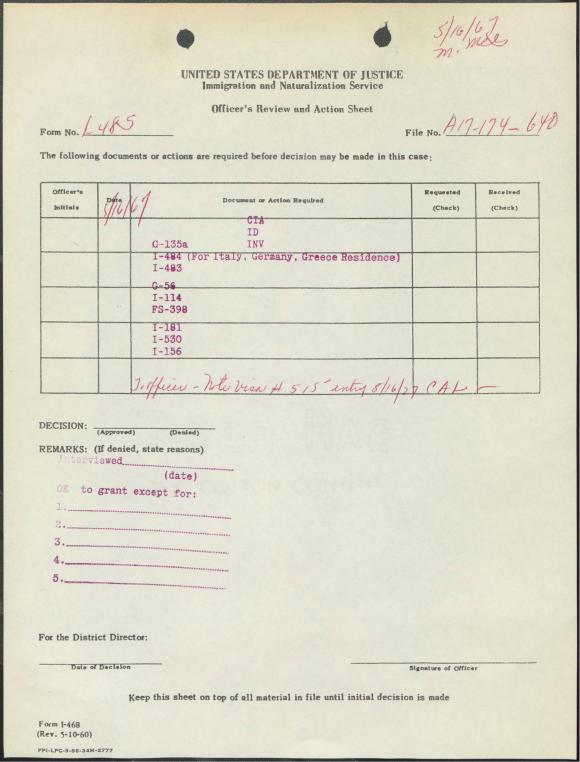 5/16/67
UNITED STATES DEPARTMENT OF JUSTICE
Immigration and Naturalization Service
Officer's Review and Action Sheet
Form No. I-485 File No. A17-174-640
The following documents or actions are required before decision may be made in this case:
Officer's Initials Date Document or Action Required Requested (Check) Received (Check)
5/16/67
CIA
ID
G-135a INV
I-484 (For Italy, Germany, Greece Residence)
I-483
G-56
I-114
FS-398
I-181
I-530
I-156
officer - Note visa # 515 entry 8/16/27 CAL -
DECISION:
(Approved) (Denied)
REMARKS: (If denied, state reasons)
Interviewed
(date)
OK to grant except for:
1.
2.
3.
4.
5.
For the District Director:
Date of Decision Signature of Officer
Keep this sheet on top of all material in file until initial decision is made
Form I-468
(Rev. 5-10-60)
FPI-LPC-9-66-34M-2777